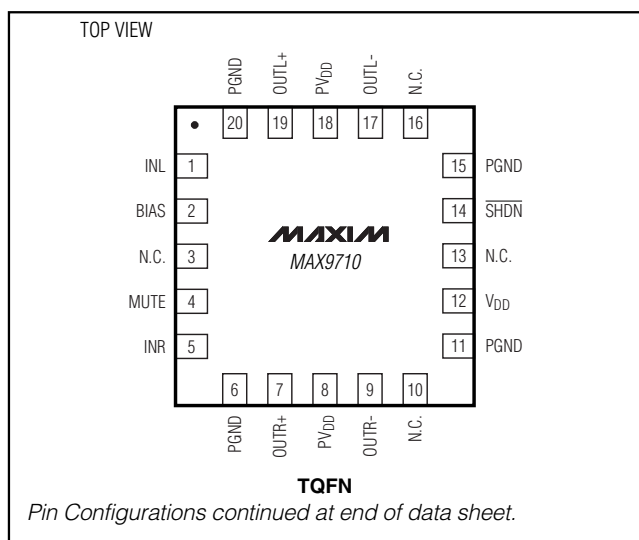 TOP VIEW
PGND
OUTL+
PVDD
OUTL-
N.C.
20 19 18 17 16
INL 1 15 PGND
BIAS 2 14 SHDN
MAXIM
N.C. 3 13 N.C.
MAX9710
MUTE 4 12 VDD
INR 5 11 PGND
6 7 8 9 10
PGND
OUTR+
PVDD
OUTR-
N.C.
TQFN
Pin Configurations continued at end of data sheet.